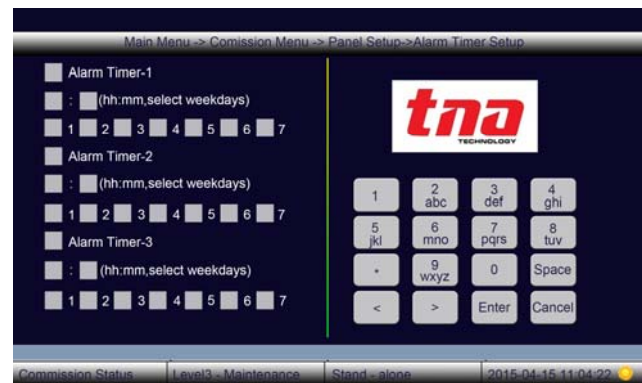 Main Menu -> Comission Menu -> Panel Setup->Alarm Timer Setup
Alarm Timer-1
: (hh:mm,select weekdays)
1 2 3 4 5 6 7
Alarm Timer-2
: (hh:mm,select weekdays)
1 2 3 4 5 6 7
Alarm Timer-3
: (hh:mm,select weekdays)
1 2 3 4 5 6 7
tna
TECHNOLOGY
1 2 abc 3 def 4 ghi
5 jkl 6 mno 7 pqrs 8 tuv
* 9 wxyz 0 Space
< > Enter Cancel
Commission Status Level3 - Maintenance Stand - alone 2015-04-15 11:04:22